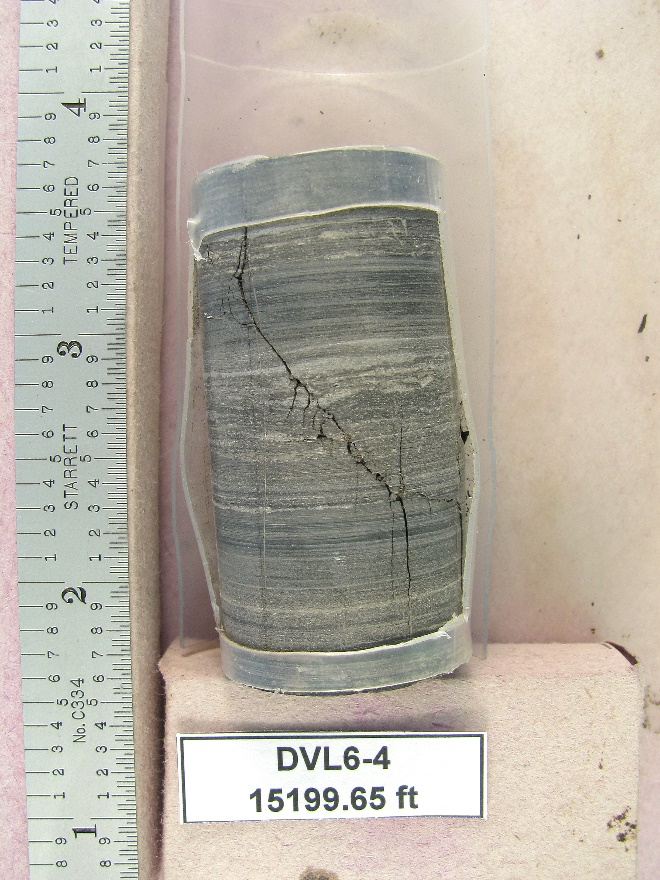 4
TEMPERED
3
STARRETT
2
No.C334
1
DVL6-4
15199.65 ft